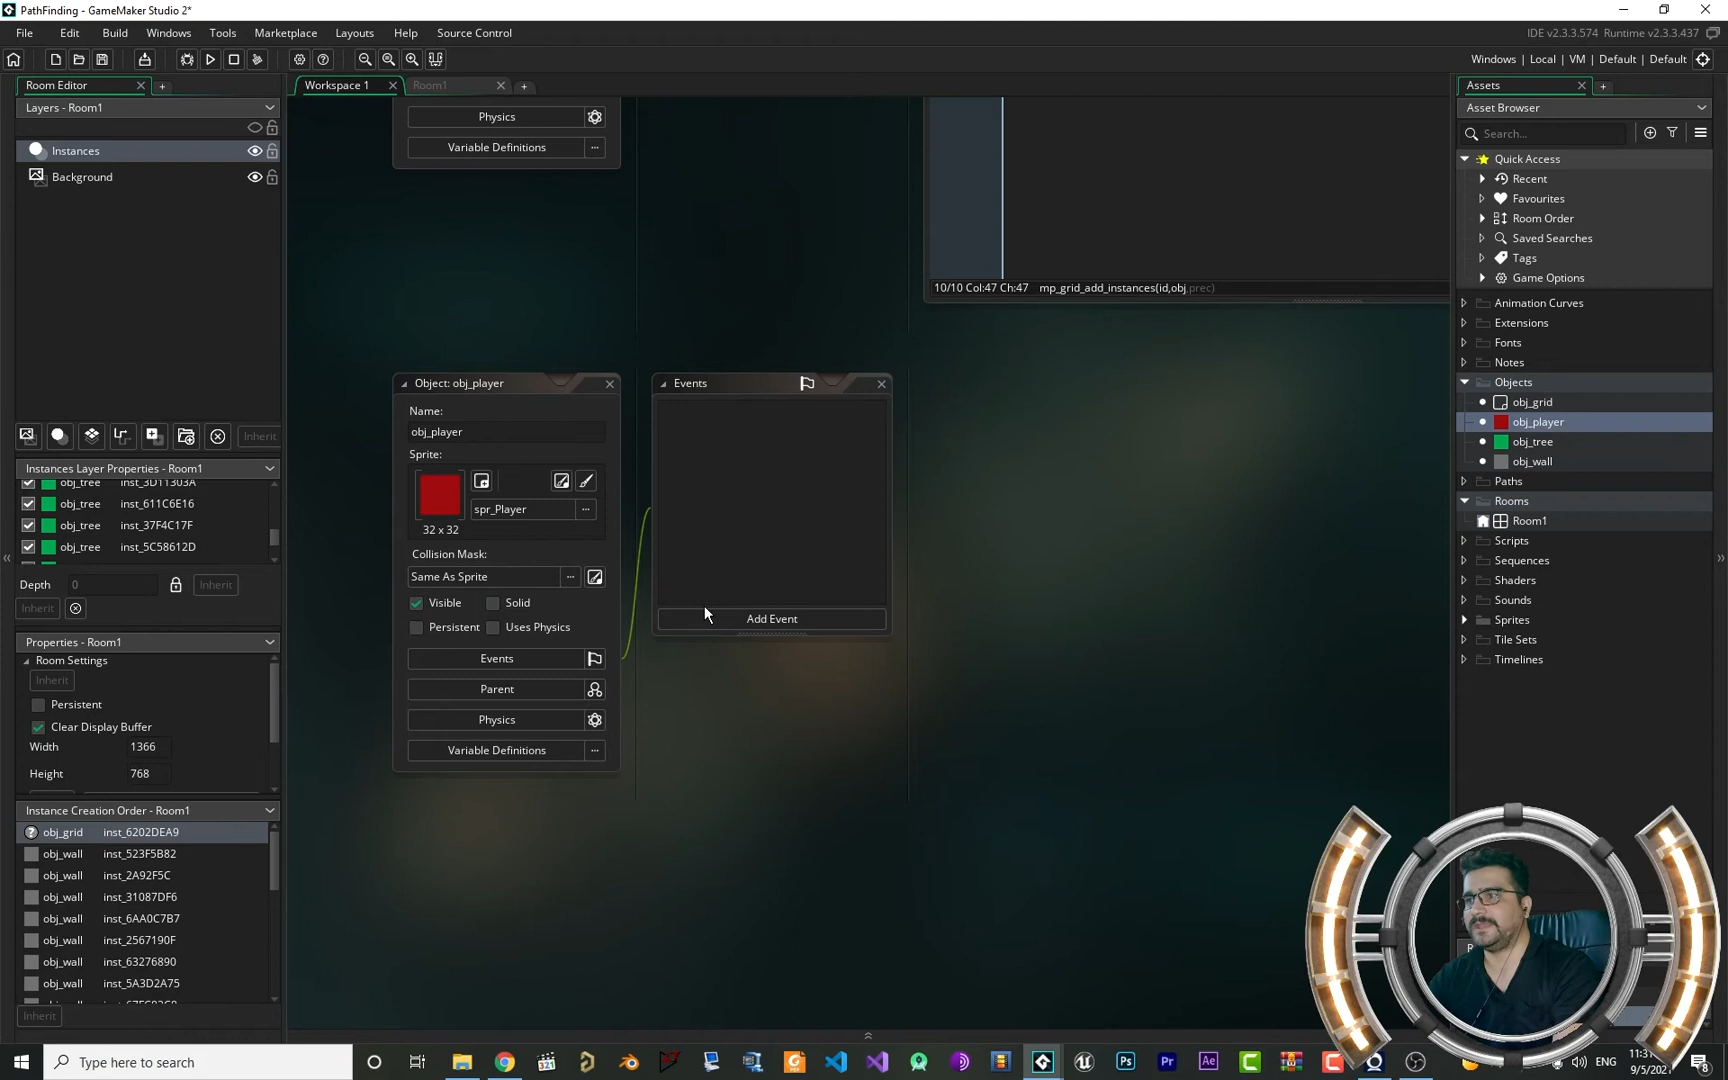 PathFinding - GameMaker Studio 2*
File Edit Build Windows Tools Marketplace Layouts Help Source Control
IDE v2.3.3.574 Runtime v2.3.3.437
Windows | Local | VM | Default | Default
Room Editor
Workspace 1
Room1
Assets
Layers - Room1
Asset Browser
Instances
Background
Physics
Variable Definitions
Search...
Quick Access
Recent
Favourites
Room Order
Saved Searches
Tags
Game Options
10/10 Col:47 Ch:47 mp_grid_add_instances(id,obj,prec)
Animation Curves
Extensions
Fonts
Notes
Objects
obj_grid
obj_player
obj_tree
obj_wall
Paths
Rooms
Room1
Scripts
Sequences
Shaders
Sounds
Sprites
Tile Sets
Timelines
Object: obj_player
Name:
obj_player
Sprite:
spr_Player
32 x 32
Collision Mask:
Same As Sprite
Visible
Solid
Persistent
Uses Physics
Events
Parent
Physics
Variable Definitions
Events
Add Event
Inherit
Instances Layer Properties - Room1
obj_tree inst_3D11303A
obj_tree inst_611C6E16
obj_tree inst_37F4C17F
obj_tree inst_5C58612D
Depth 0 Inherit
Inherit
Properties - Room1
Room Settings
Inherit
Persistent
Clear Display Buffer
Width 1366
Height 768
Instance Creation Order - Room1
obj_grid inst_6202DEA9
obj_wall inst_523F5B82
obj_wall inst_2A92F5C
obj_wall inst_31087DF6
obj_wall inst_6AA0C7B7
obj_wall inst_2567190F
obj_wall inst_63276890
obj_wall inst_5A3D2A75
obj_wall
Inherit
Type here to search
ENG
9/5/202